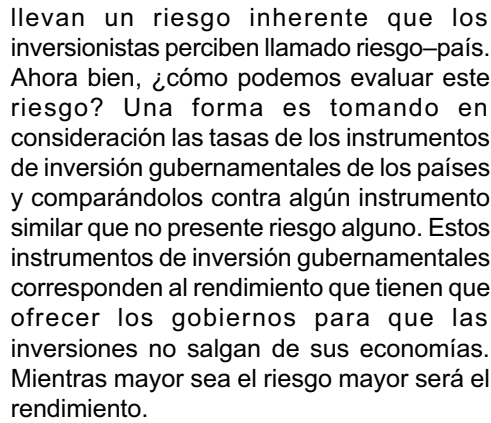 llevan un riesgo inherente que los
inversionistas perciben llamado riesgo–país.
Ahora bien, ¿cómo podemos evaluar este
riesgo? Una forma es tomando en
consideración las tasas de los instrumentos
de inversión gubernamentales de los países
y comparándolos contra algún instrumento
similar que no presente riesgo alguno. Estos
instrumentos de inversión gubernamentales
corresponden al rendimiento que tienen que
ofrecer los gobiernos para que las
inversiones no salgan de sus economías.
Mientras mayor sea el riesgo mayor será el
rendimiento.